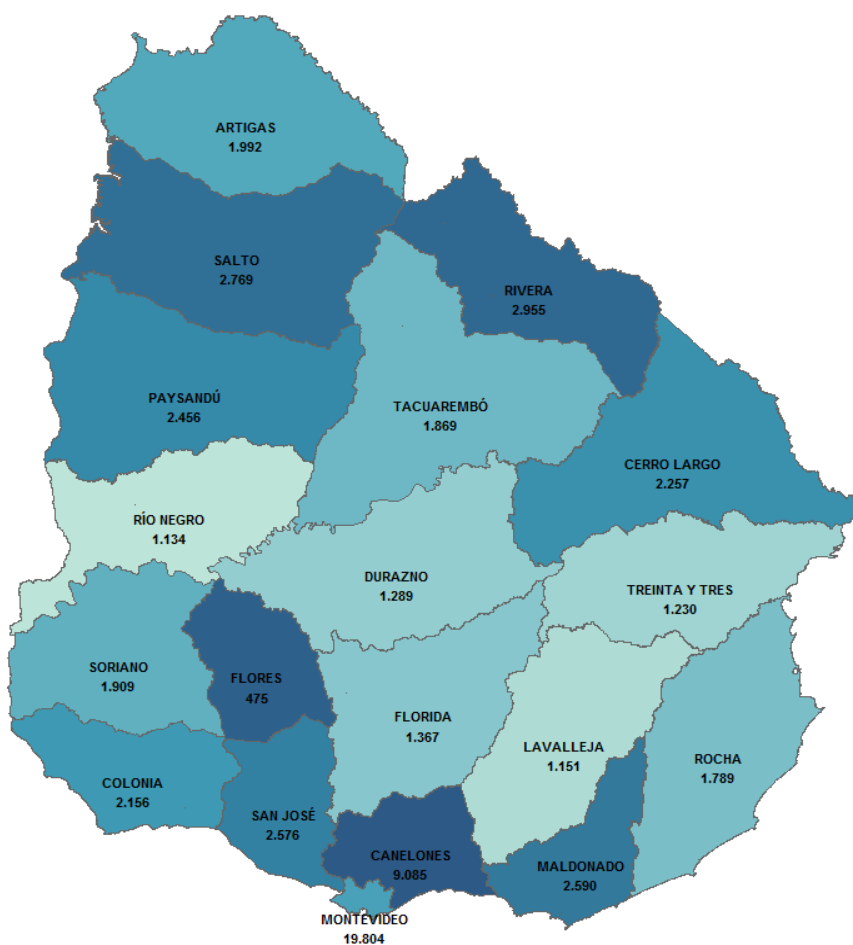 ARTIGAS
1.992
SALTO
2.769
RIVERA
2.955
PAYSANDÚ
2.456
TACUAREMBÓ
1.869
CERRO LARGO
2.257
RÍO NEGRO
1.134
DURAZNO
1.289
TREINTA Y TRES
1.230
SORIANO
1.909
FLORES
475
FLORIDA
1.367
LAVALLEJA
1.151
ROCHA
1.789
COLONIA
2.156
SAN JOSÉ
2.576
CANELONES
9.085
MALDONADO
2.590
MONTEVIDEO
19.804